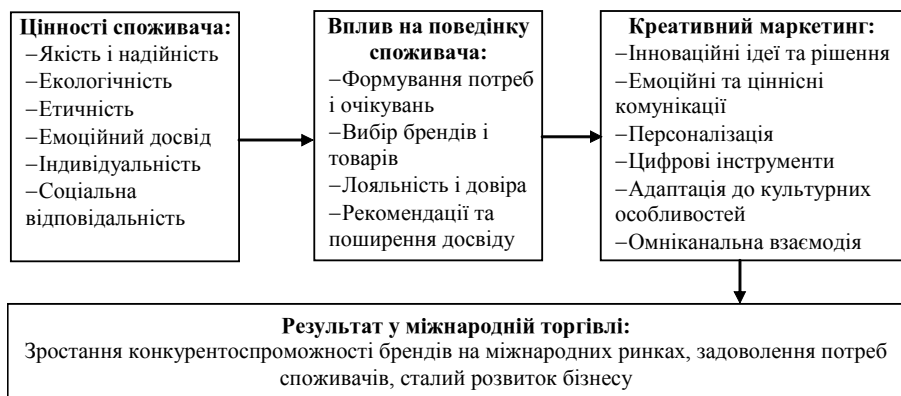 Цінності споживача:
–Якість і надійність
–Екологічність
–Етичність
–Емоційний досвід
–Індивідуальність
–Соціальна
відповідальність
Вплив на поведінку
споживача:
–Формування потреб
і очікувань
–Вибір брендів і
товарів
–Лояльність і довіра
–Рекомендації та
поширення досвіду
Креативний маркетинг:
–Інноваційні ідеї та рішення
–Емоційні та ціннісні
комунікації
–Персоналізація
–Цифрові інструменти
–Адаптація до культурних
особливостей
–Омніканальна взаємодія
Результат у міжнародній торгівлі:
Зростання конкурентоспроможності брендів на міжнародних ринках, задоволення потреб
споживачів, сталий розвиток бізнесу